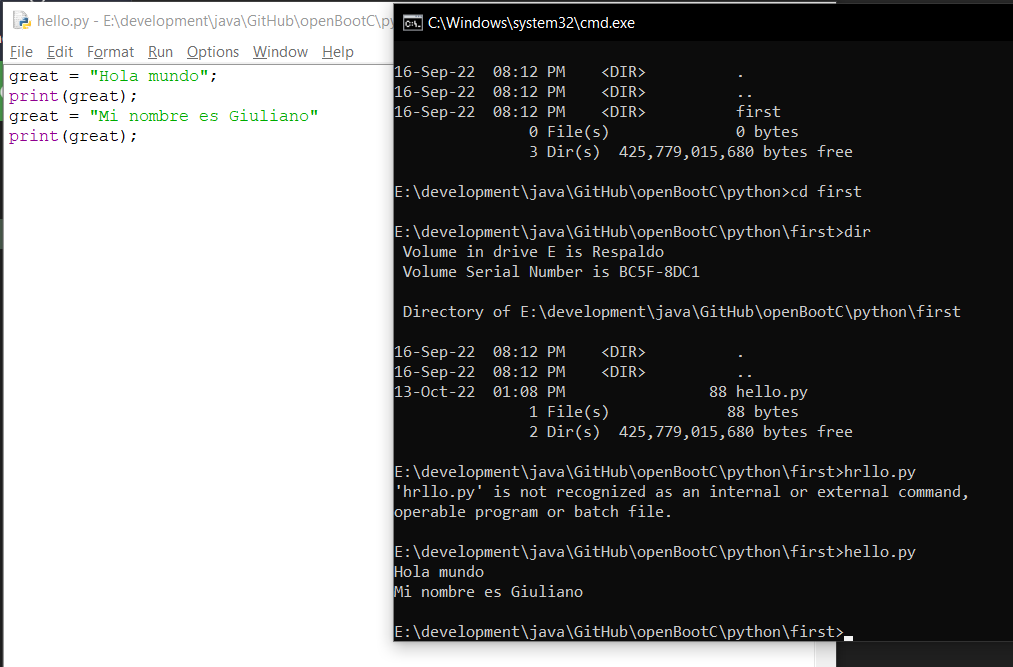 hello.py - E:\development\java\GitHub\openBootC\py
File Edit Format Run Options Window Help
great = "Hola mundo";
print(great);
great = "Mi nombre es Giuliano"
print(great);
C:\Windows\system32\cmd.exe
16-Sep-22  08:12 PM    <DIR>          .
16-Sep-22  08:12 PM    <DIR>          ..
16-Sep-22  08:12 PM    <DIR>          first
               0 File(s)              0 bytes
               3 Dir(s)  425,779,015,680 bytes free
E:\development\java\GitHub\openBootC\python>cd first
E:\development\java\GitHub\openBootC\python\first>dir
 Volume in drive E is Respaldo
 Volume Serial Number is BC5F-8DC1
 Directory of E:\development\java\GitHub\openBootC\python\first
16-Sep-22  08:12 PM    <DIR>          .
16-Sep-22  08:12 PM    <DIR>          ..
13-Oct-22  01:08 PM                88 hello.py
               1 File(s)             88 bytes
               2 Dir(s)  425,779,015,680 bytes free
E:\development\java\GitHub\openBootC\python\first>hrllo.py
'hrllo.py' is not recognized as an internal or external command,
operable program or batch file.
E:\development\java\GitHub\openBootC\python\first>hello.py
Hola mundo
Mi nombre es Giuliano
E:\development\java\GitHub\openBootC\python\first>